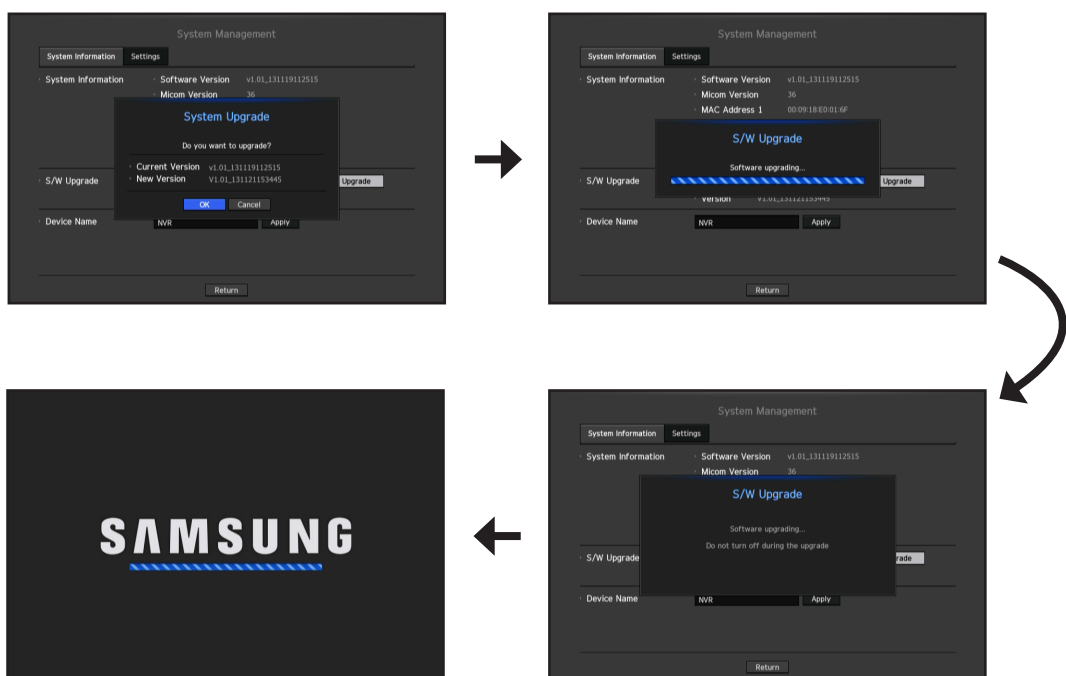 System Management
System Information Settings
· System Information · Software Version v1.01_131119112515
· Micom Version 36
System Upgrade
Do you want to upgrade?
· Current Version v1.01_131119112515
· New Version V1.01_131121153445
OK Cancel
· S/W Upgrade Upgrade
· Device Name NVR Apply
Return
System Management
System Information Settings
· System Information · Software Version v1.01_131119112515
· Micom Version 36
· MAC Address 1 00:09:18:E0:01:6F
S/W Upgrade
Software upgrading...
· S/W Upgrade Upgrade
· Version V1.01_131121153445
· Device Name NVR Apply
Return
System Management
System Information Settings
· System Information · Software Version v1.01_131119112515
· Micom Version 36
S/W Upgrade
Software upgrading...
Do not turn off during the upgrade
· S/W Upgrade rade
· Device Name NVR Apply
Return
SAMSUNG